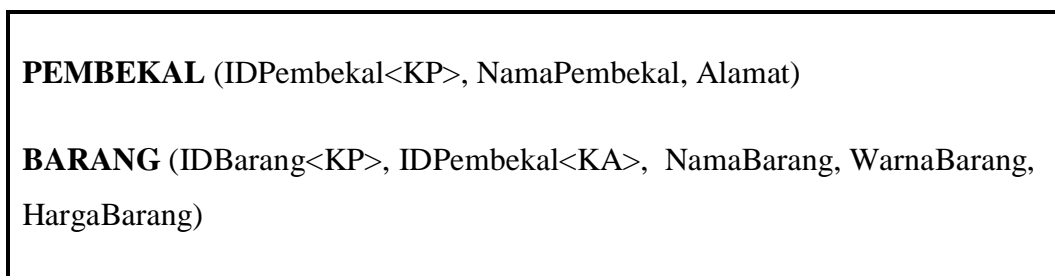 PEMBEKAL (IDPembekal<KP>, NamaPembekal, Alamat)
BARANG (IDBarang<KP>, IDPembekal<KA>, NamaBarang, WarnaBarang,
HargaBarang)